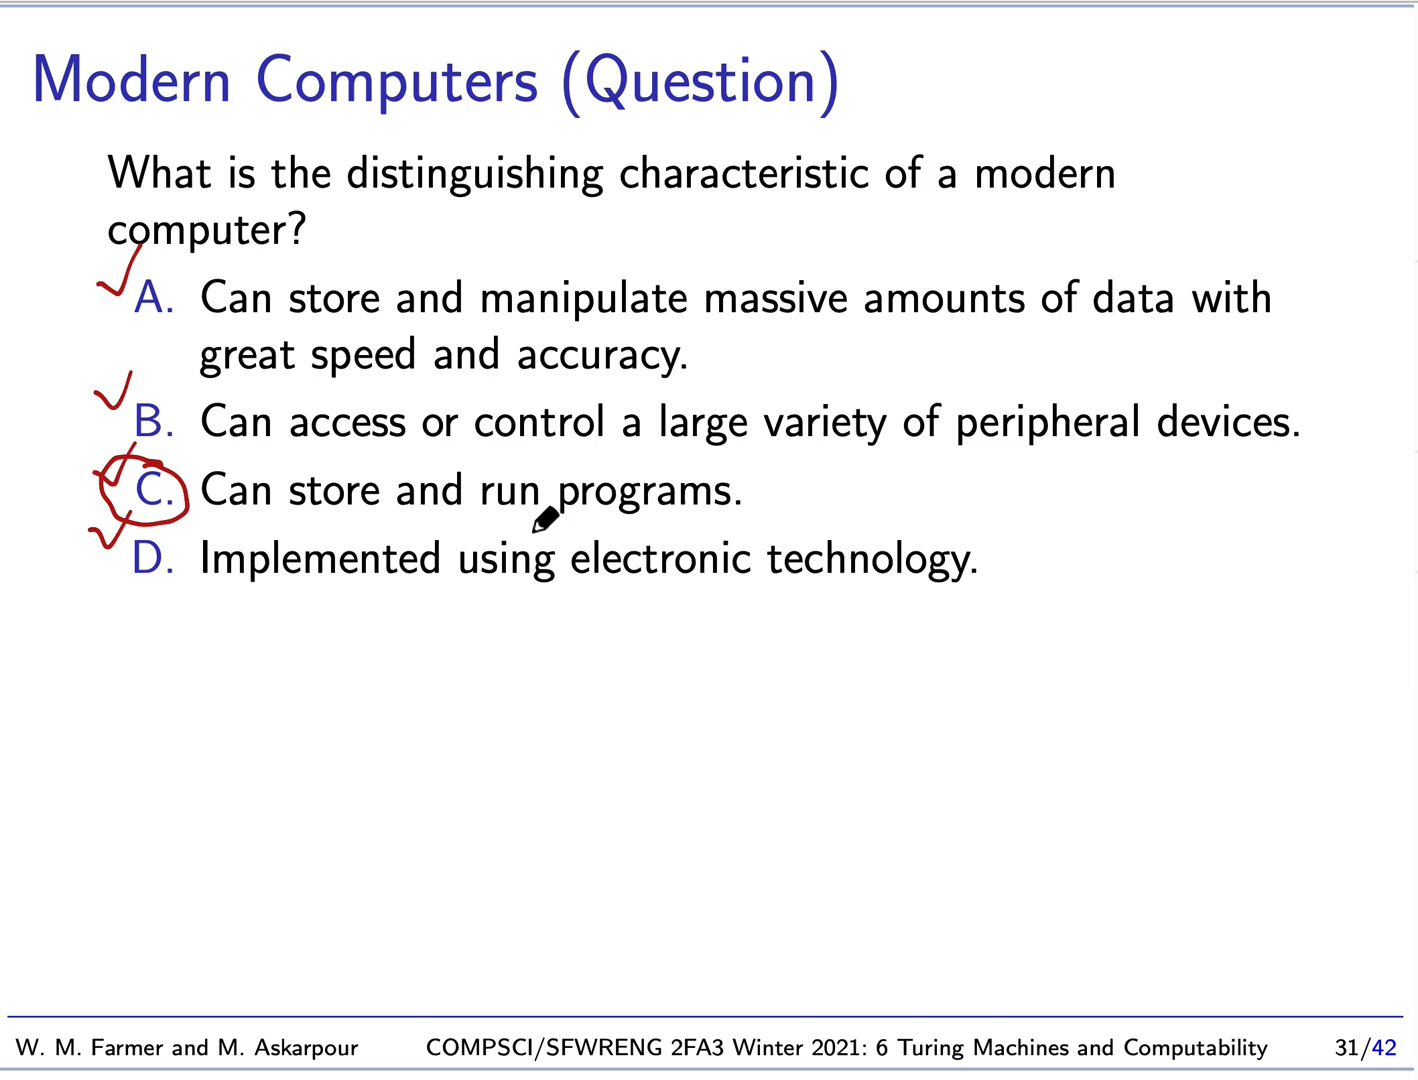 Modern Computers (Question)
What is the distinguishing characteristic of a modern
computer?
A. Can store and manipulate massive amounts of data with
great speed and accuracy.
B. Can access or control a large variety of peripheral devices.
C. Can store and run programs.
D. Implemented using electronic technology.
W. M. Farmer and M. Askarpour COMPSCI/SFWRENG 2FA3 Winter 2021: 6 Turing Machines and Computability 31/42